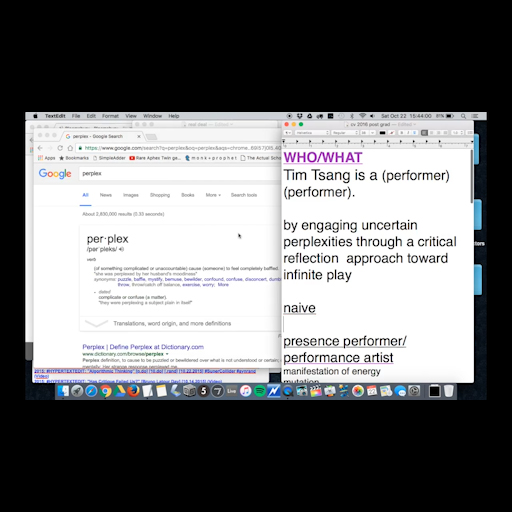 TextEdit File Edit Format View Window Help
Sat Oct 22 15:44:00
perplex - Google Search
https://www.google.com/search?q=perplex&oq=perplex&aqs=chrome
Apps Bookmarks SimpleAdder Rare Aphex Twin m o n k + p r o p h e t The Actual School
Google perplex
All News Images Shopping Books More Search tools
About 2,830,000 results (0.33 seconds)
per·plex
verb
(of something complicated or unaccountable) cause (someone) to feel completely baffled.
"she was perplexed by her husband's moodiness"
synonyms: puzzle, baffle, mystify, bemuse, bewilder, confound, confuse, disconcert,
throw, throw/catch off balance, exercise, worry, More
dated
complicate or confuse (a matter).
"they were perplexing a subject plain in itself"
Translations, word origin, and more definitions
Perplex | Define Perplex at Dictionary.com
www.dictionary.com/browse/perplex
Perplex definition, to cause to be puzzled or bewildered over what is not understood or certain
cv 2016 post grad
WHO/WHAT
Tim Tsang is a (performer)
(performer).
by engaging uncertain
perplexities through a critical
reflection approach toward
infinite play
naive
presence performer/
performance artist
manifestation of energy
mutation